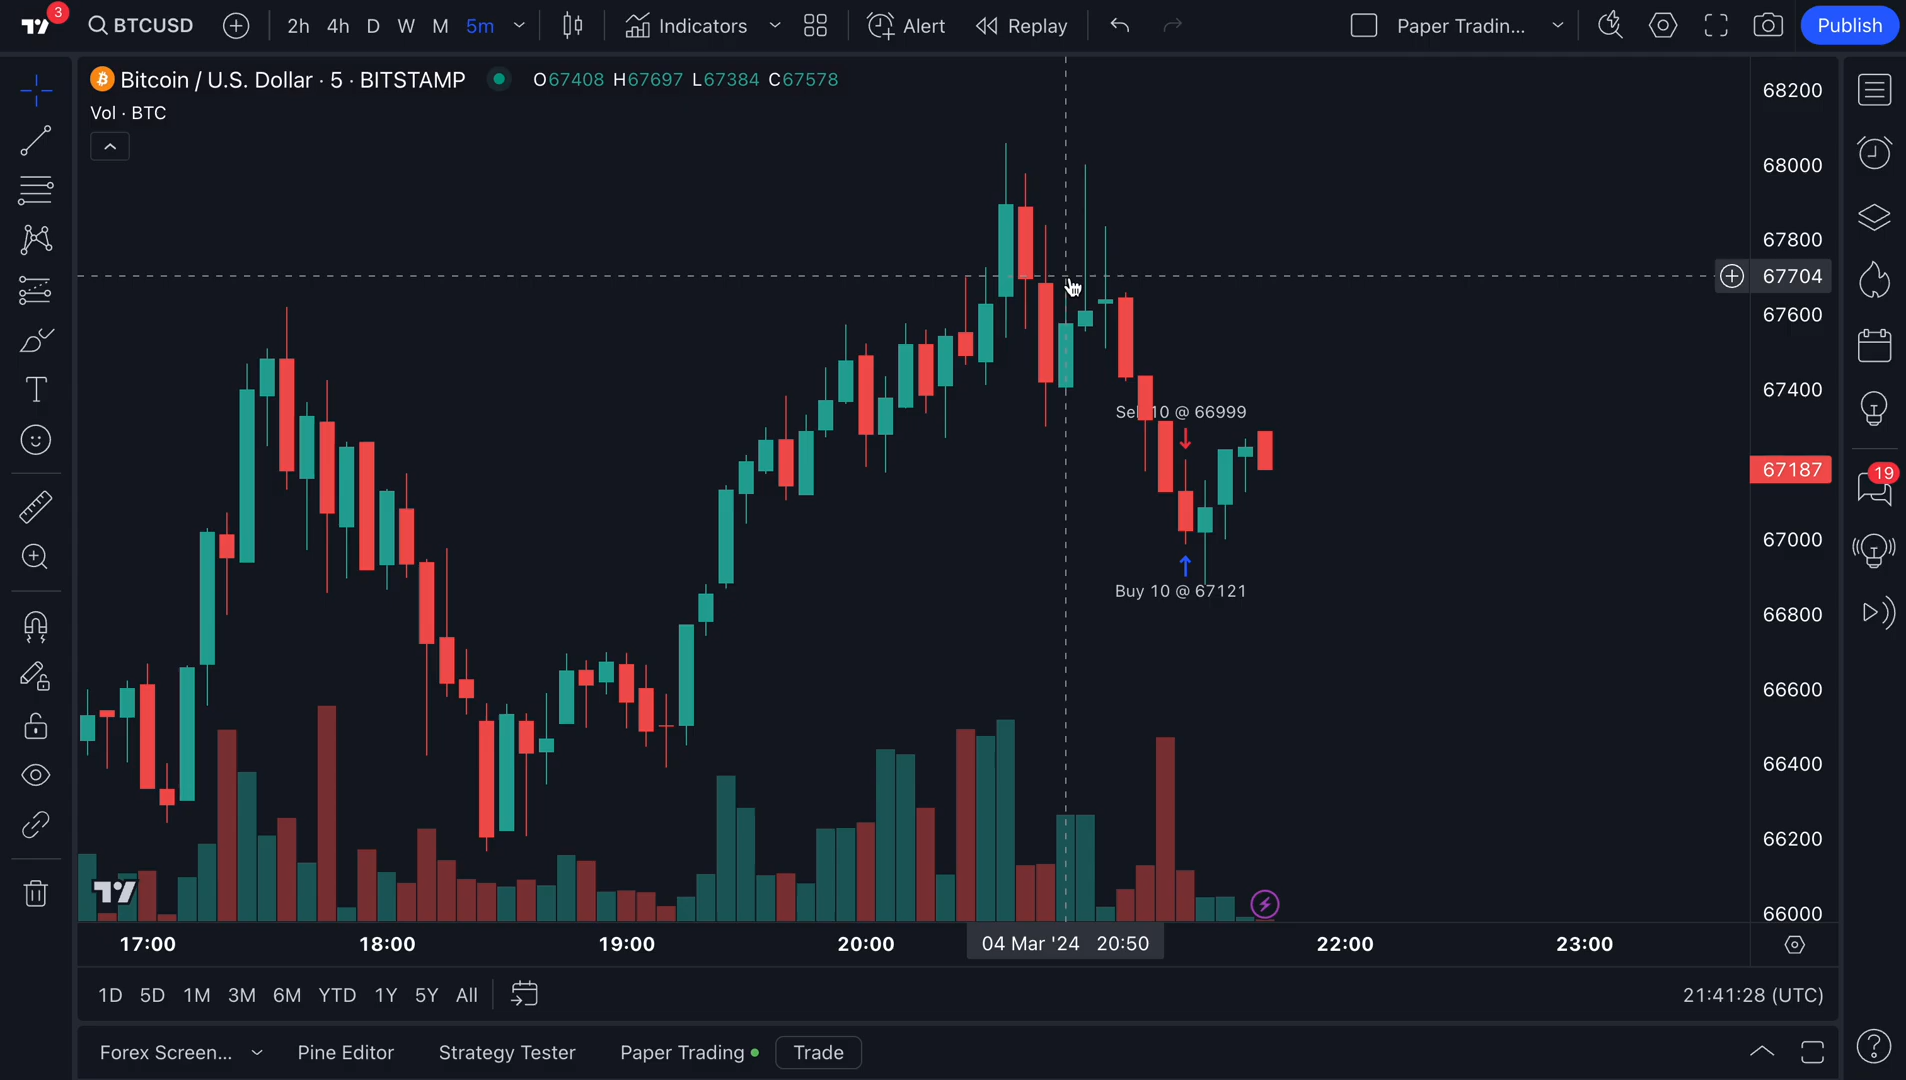 3
BTCUSD
2h 4h D W M 5m
Indicators
Alert
Replay
Paper Tradin...
Publish
Bitcoin / U.S. Dollar · 5 · BITSTAMP
O67408 H67697 L67384 C67578
Vol · BTC
68200
68000
67800
67704
67600
67400
67187
67000
66800
66600
66400
66200
66000
Sell 10 @ 66999
Buy 10 @ 67121
19
17:00 18:00 19:00 20:00 04 Mar '24 20:50 22:00 23:00
1D 5D 1M 3M 6M YTD 1Y 5Y All
21:41:28 (UTC)
Forex Screen... Pine Editor Strategy Tester Paper Trading Trade